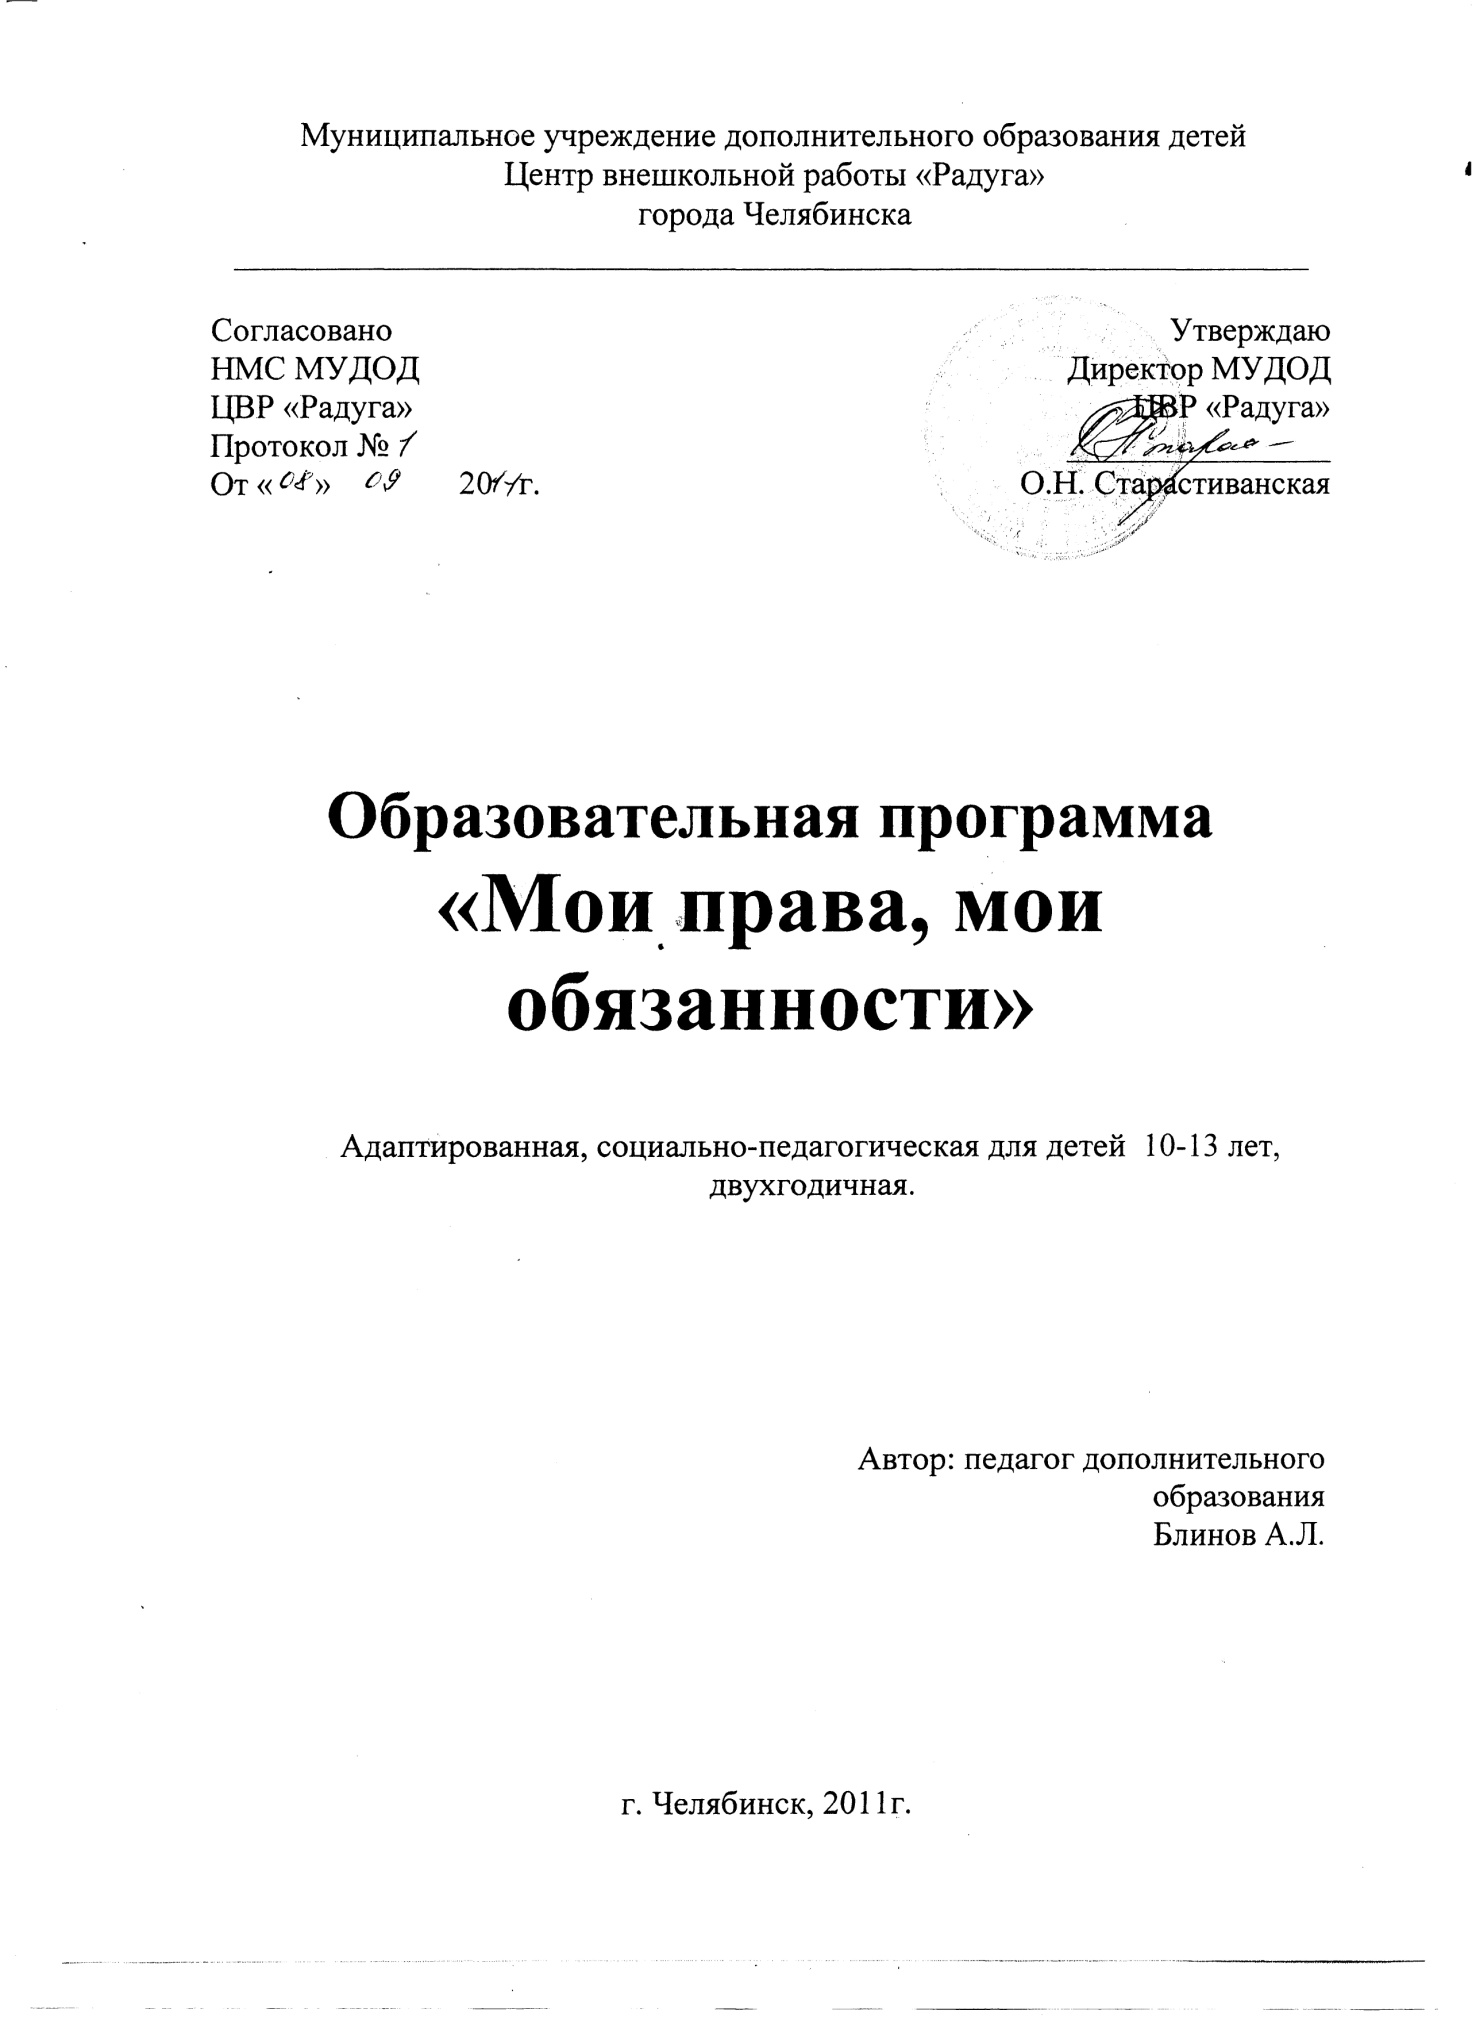 Муниципальное учреждение дополнительного образования детей
Центр внешкольной работы «Радуга»
города Челябинска
Согласовано
НМС МУДОД
ЦВР «Радуга»
Протокол № 1
От «08» 09 2011г.
Утверждаю
Директор МУДОД
ЦВР «Радуга»
О.Н. Старастиванская
Образовательная программа
«Мои права, мои
обязанности»
Адаптированная, социально-педагогическая для детей 10-13 лет,
двухгодичная.
Автор: педагог дополнительного
образования
Блинов А.Л.
г. Челябинск, 2011г.